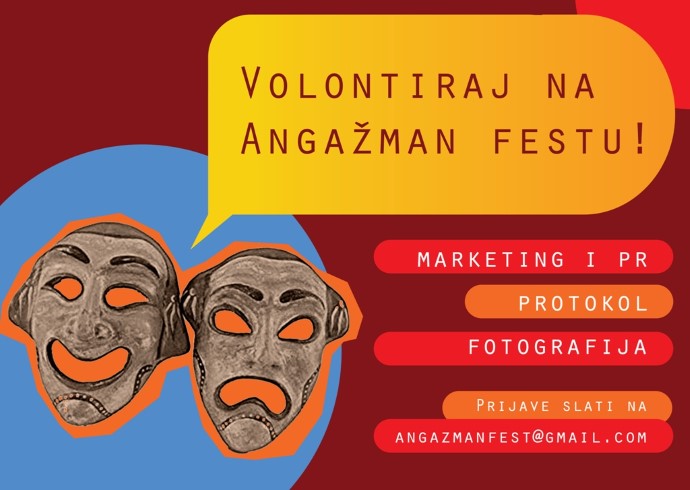 Volontiraj na
Angažman festu!
MARKETING I PR
PROTOKOL
FOTOGRAFIJA
Prijave slati na
ANGAZMANFEST@GMAIL.COM